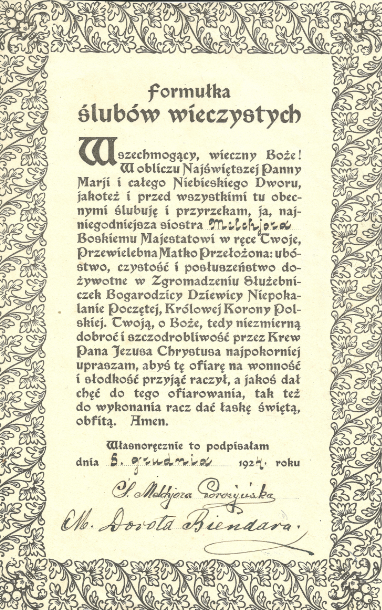 Formułka
ślubów wieczystych
Wszechmogący, wieczny Boże!
W obliczu Najświętszej Panny
Marji i całego Niebieskiego Dworu,
jakoteż i przed wszystkimi tu obec-
nymi ślubuję i przyrzekam, ja, naj-
niegodniejsza siostra Melchjora
Boskiemu Majestatowi w ręce Twoje,
Przewielebna Matko Przełożona: ubó-
stwo, czystość i posłuszeństwo do-
żywotne w Zgromadzeniu Służebni-
czek Bogarodzicy Dziewicy Niepoka-
lanie Poczętej, Królowej Korony Pol-
skiej. Twoją, o Boże, tedy niezmierną
dobroć i szczodrobliwość przez Krew
Pana Jezusa Chrystusa najpokorniej
upraszam, abyś tę ofiarę na wonność
i słodkość przyjąć raczył, a jakoś dał
chęć do tego ofiarowania, tak też
do wykonania racz dać łaskę świętą,
obfitą. Amen.
Własnoręcznie to podpisałam
dnia 8. grudnia 1924. roku
S. Melchjora
M. Dorota Biendara.